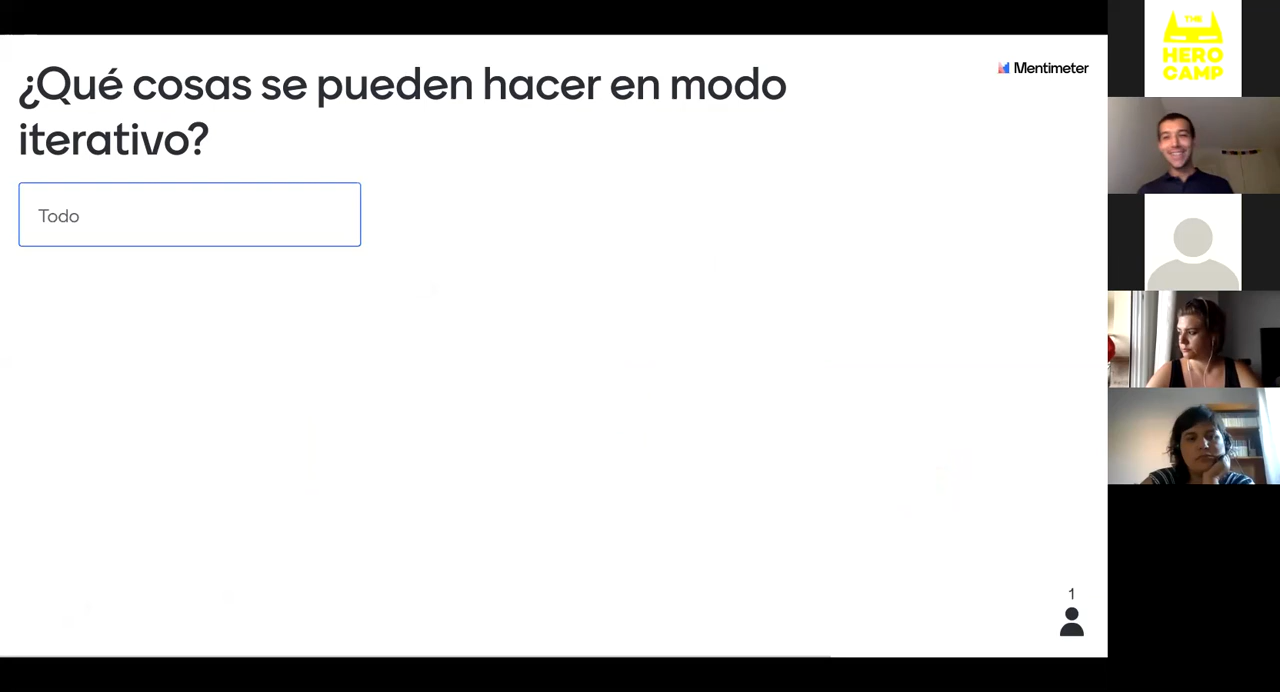 ¿Qué cosas se pueden hacer en modo
iterativo?
Mentimeter
Todo
1
THE
HERO
CAMP